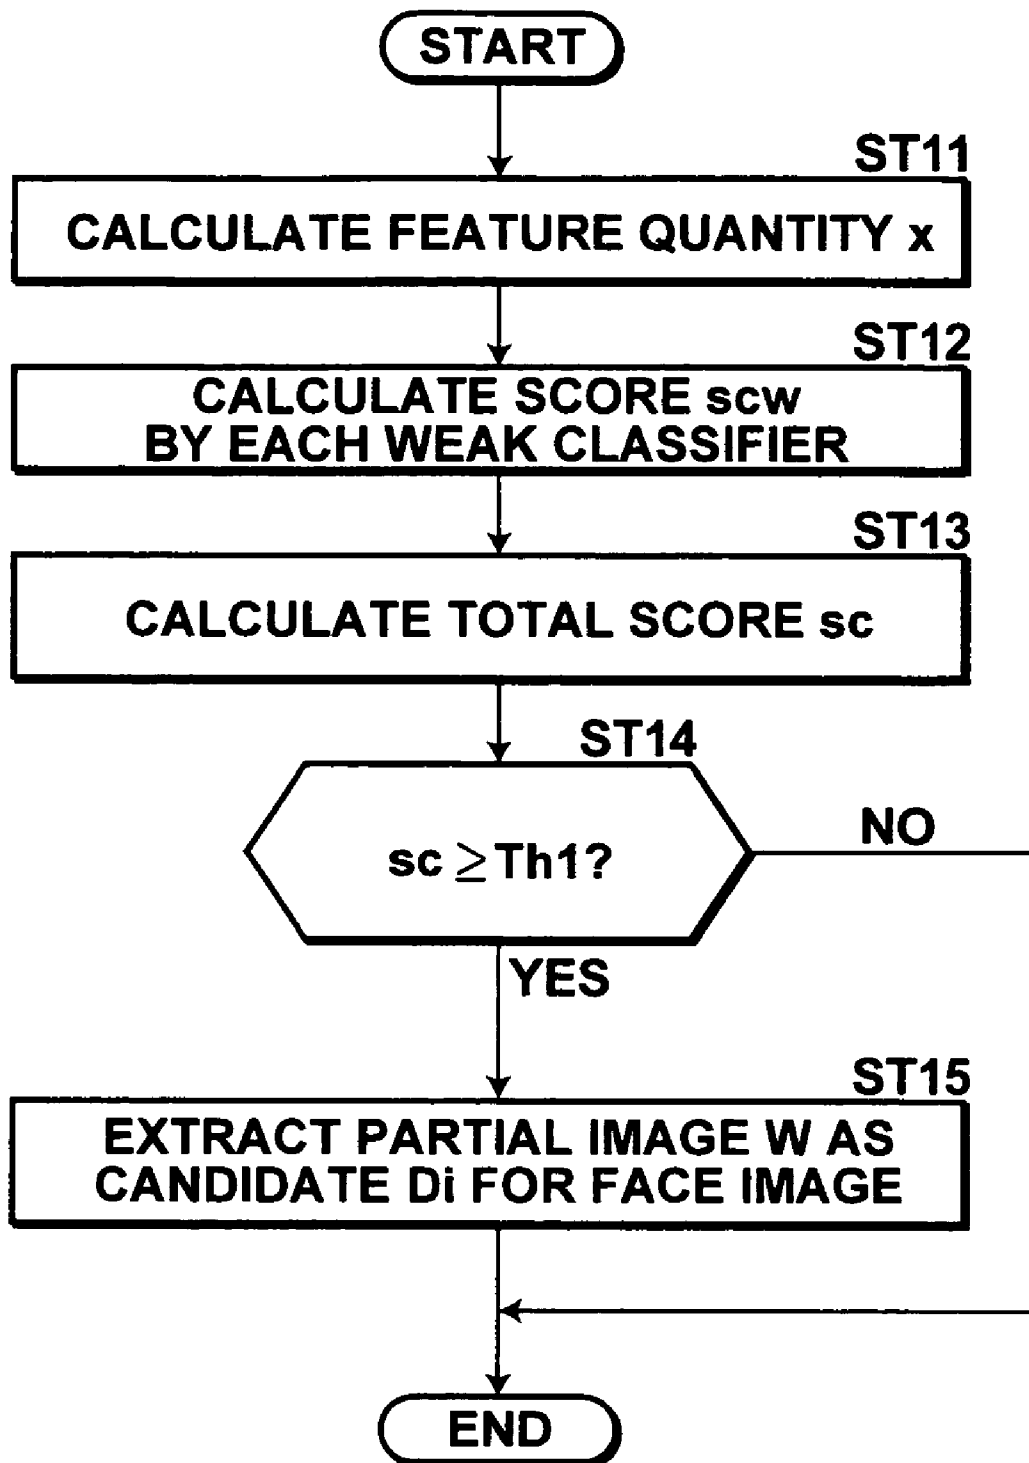 START
ST11
CALCULATE FEATURE QUANTITY x
ST12
CALCULATE SCORE scw
BY EACH WEAK CLASSIFIER
ST13
CALCULATE TOTAL SCORE sc
ST14
sc ≥ Th1?
NO
YES
ST15
EXTRACT PARTIAL IMAGE W AS
CANDIDATE Di FOR FACE IMAGE
END